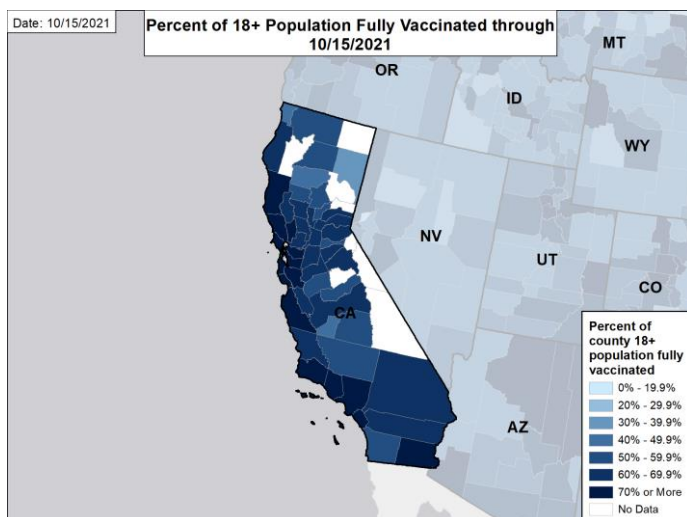 Date: 10/15/2021
Percent of 18+ Population Fully Vaccinated through
10/15/2021
MT
OR
ID
WY
NV
UT
CO
CA
AZ
Percent of
county 18+
population fully
vaccinated
0% - 19.9%
20% - 29.9%
30% - 39.9%
40% - 49.9%
50% - 59.9%
60% - 69.9%
70% or More
No Data